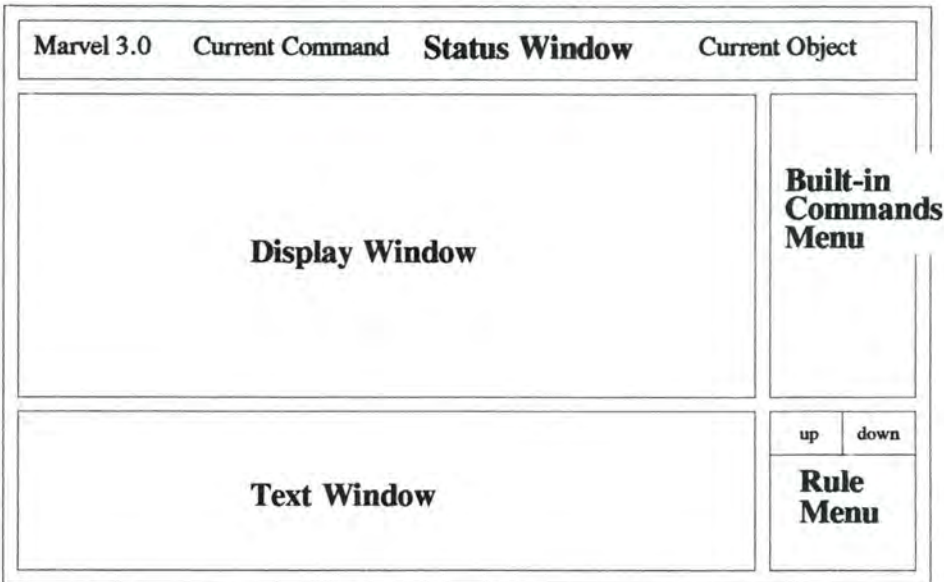 Marvel 3.0 Current Command Status Window Current Object
Display Window
Built-in
Commands
Menu
Text Window
up down
Rule
Menu